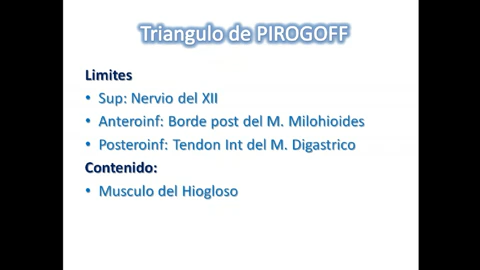 Triangulo de PIROGOFF
Limites
• Sup: Nervio del XII
• Anteroinf: Borde post del M. Milohioides
• Posteroinf: Tendon Int del M. Digastrico
Contenido:
• Musculo del Hiogloso